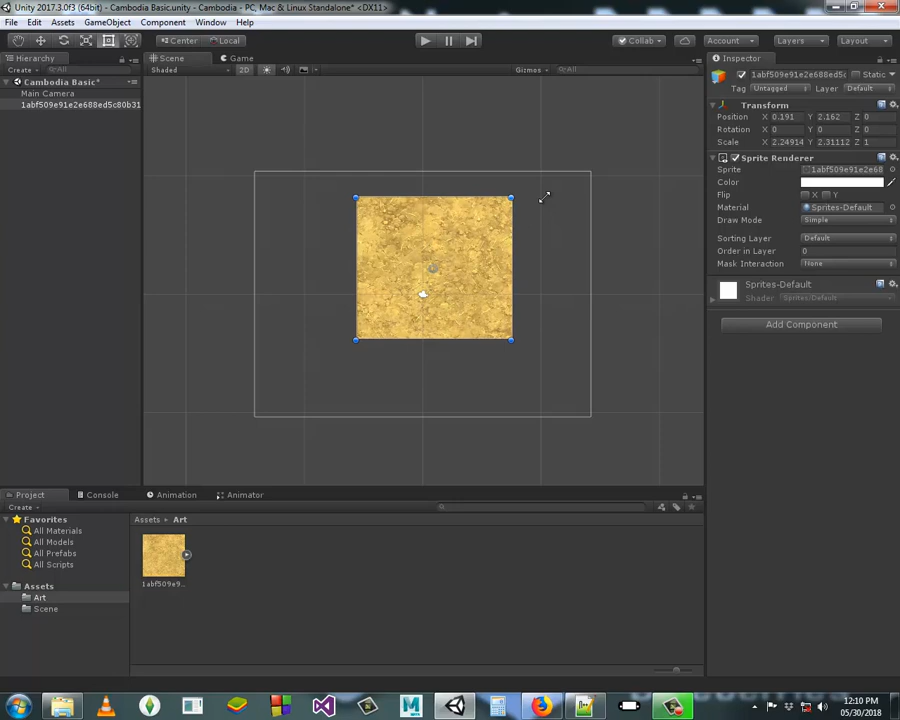 Unity 2017.3.0f3 (64bit) - Cambodia Basic.unity - Cambodia - PC, Mac & Linux Standalone* <DX11>
File Edit Assets GameObject Component Window Help
Center Local Collab Account Layers Layout
Hierarchy
Create All
Cambodia Basic*
Main Camera
1abf509e91e2e688ed5c80b31
Scene Game
Shaded 2D Gizmos All
Inspector
1abf509e91e2e688ed5c Static
Tag Untagged Layer Default
Transform
Position X 0.191 Y 2.162 Z 0
Rotation X 0 Y 0 Z 0
Scale X 2.24914 Y 2.31112 Z 1
Sprite Renderer
Sprite 1abf509e91e2e68
Color
Flip X Y
Material Sprites-Default
Draw Mode Simple
Sorting Layer Default
Order in Layer 0
Mask Interaction None
Sprites-Default
Shader Sprites/Default
Add Component
Project Console Animation Animator
Create
Favorites
All Materials
All Models
All Prefabs
All Scripts
Assets
Art
Scene
Assets Art
1abf509e9...
12:10 PM
05/30/2018